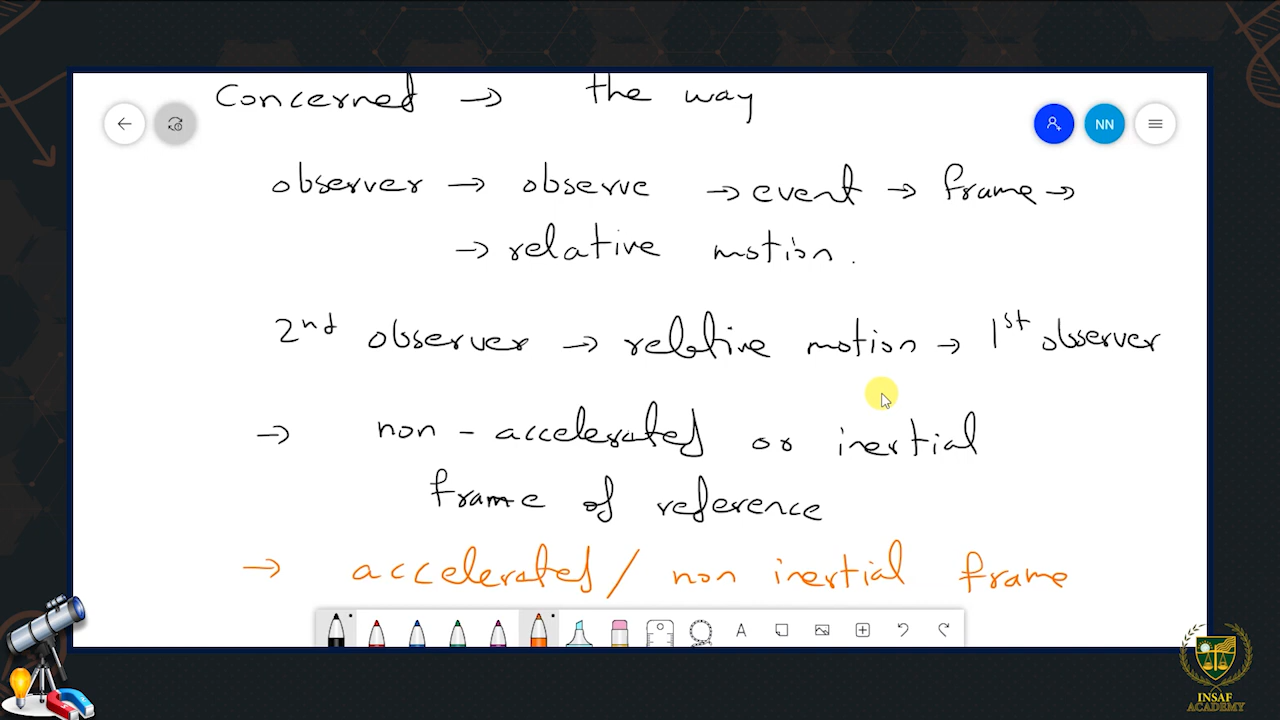 Concerned → the way
NN
observer → observe → event → frame →
→ relative motion.
2nd observer → relative motion → 1st observer
→ non-accelerated or inertial
frame of reference
→ accelerated/ non inertial frame
A
INSAF
ACADEMY